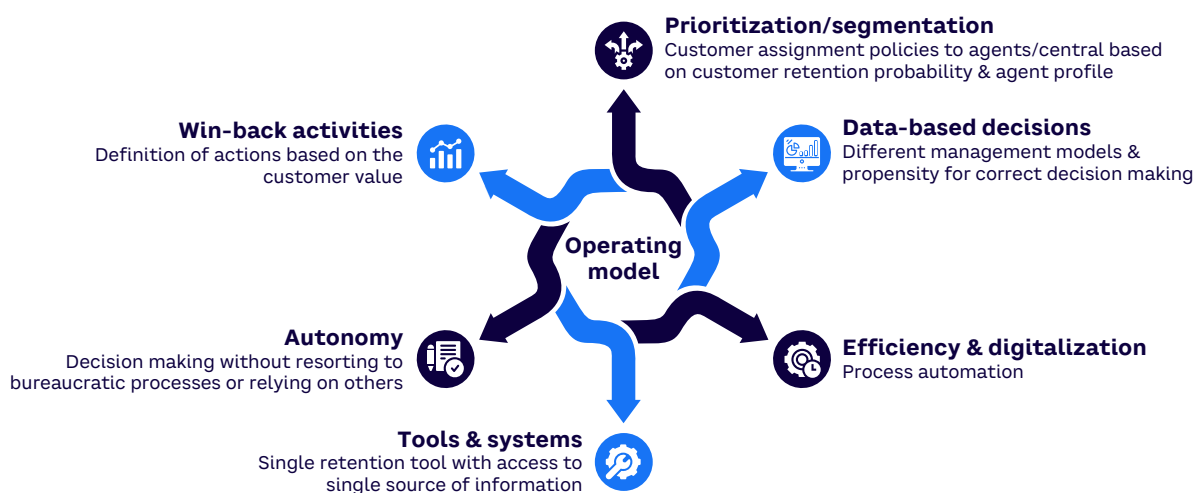 Prioritization/segmentation
Customer assignment policies to agents/central based
on customer retention probability & agent profile
Win-back activities
Definition of actions based on the
customer value
Data-based decisions
Different management models &
propensity for correct decision making
Operating
model
Autonomy
Decision making without resorting to
bureaucratic processes or relying on others
Efficiency & digitalization
Process automation
Tools & systems
Single retention tool with access to
single source of information